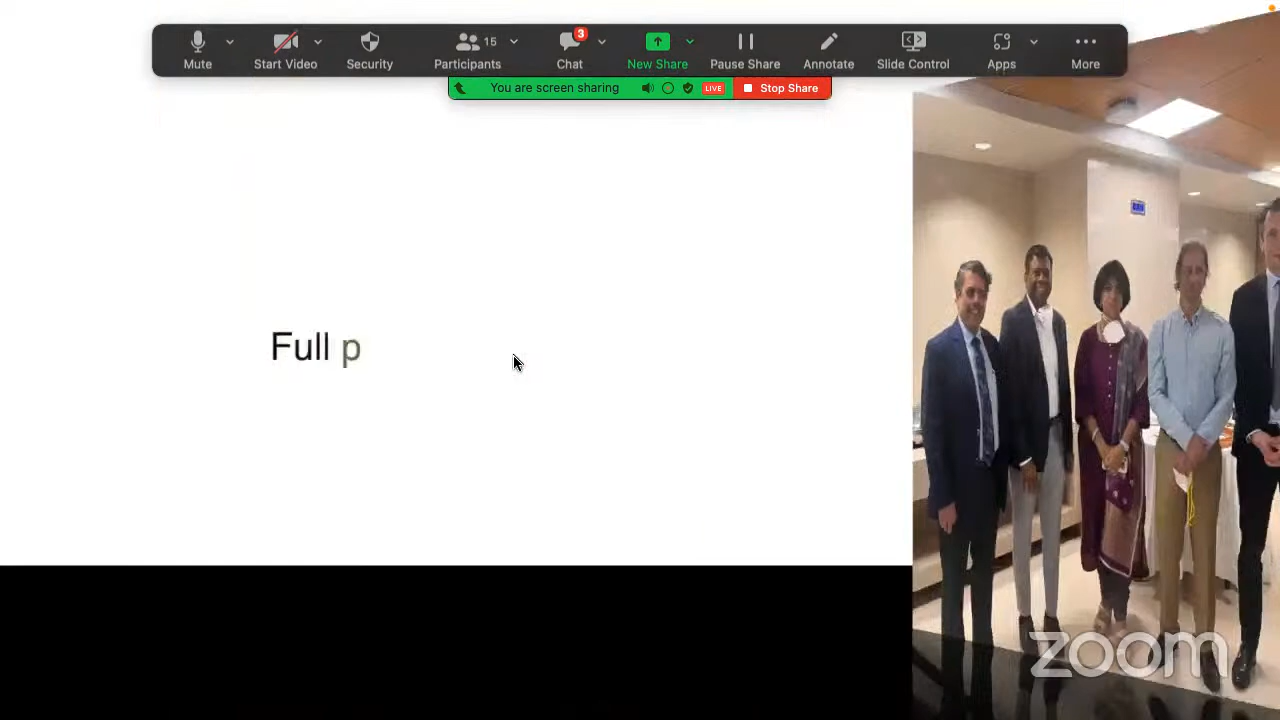 Mute
Start Video
Security
Participants 15
Chat 3
New Share
Pause Share
Annotate
Slide Control
Apps
More
You are screen sharing LIVE Stop Share
Full p
zoom